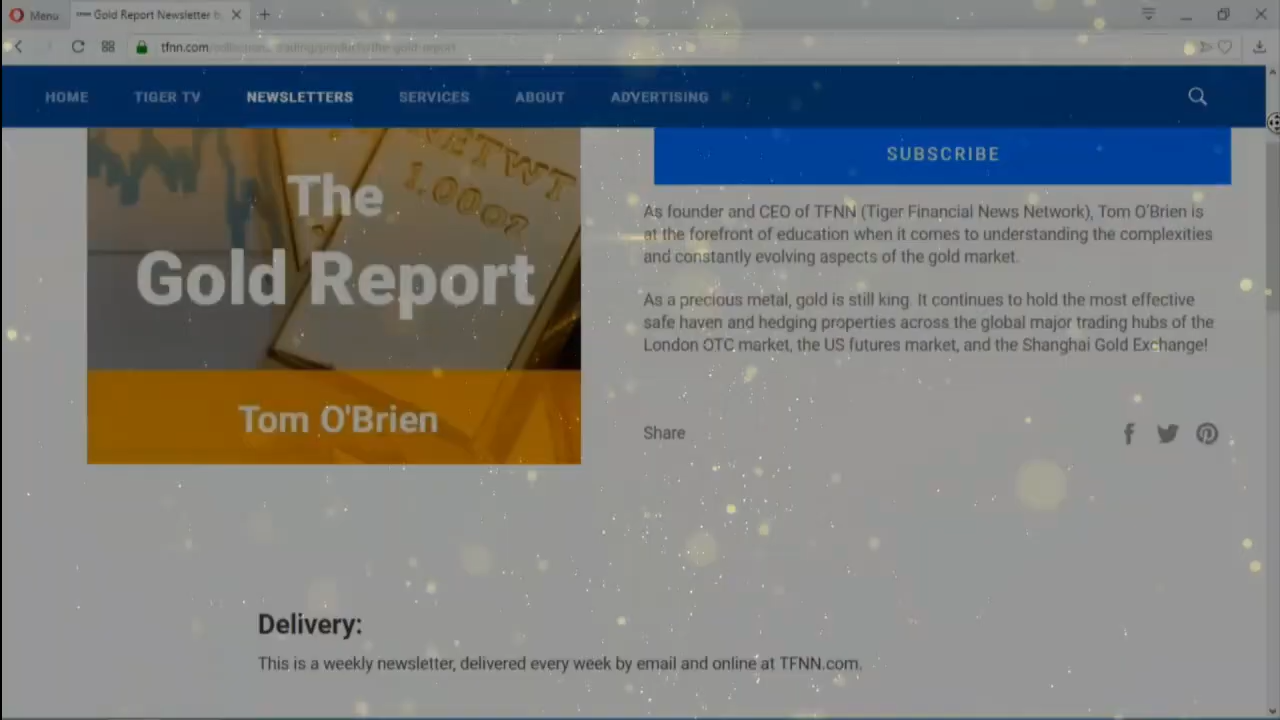 Menu
Gold Report Newsletter
tfnn.com
HOME
TIGER TV
NEWSLETTERS
SERVICES
ABOUT
ADVERTISING
NETWT
1.00oz
The
Gold Report
Tom O'Brien
SUBSCRIBE
As founder and CEO of TFNN (Tiger Financial News Network), Tom O'Brien is
at the forefront of education when it comes to understanding the complexities
and constantly evolving aspects of the gold market.
As a precious metal, gold is still king. It continues to hold the most effective
safe haven and hedging properties across the global major trading hubs of the
London OTC market, the US futures market, and the Shanghai Gold Exchange!
Share
Delivery:
This is a weekly newsletter, delivered every week by email and online at TFNN.com.